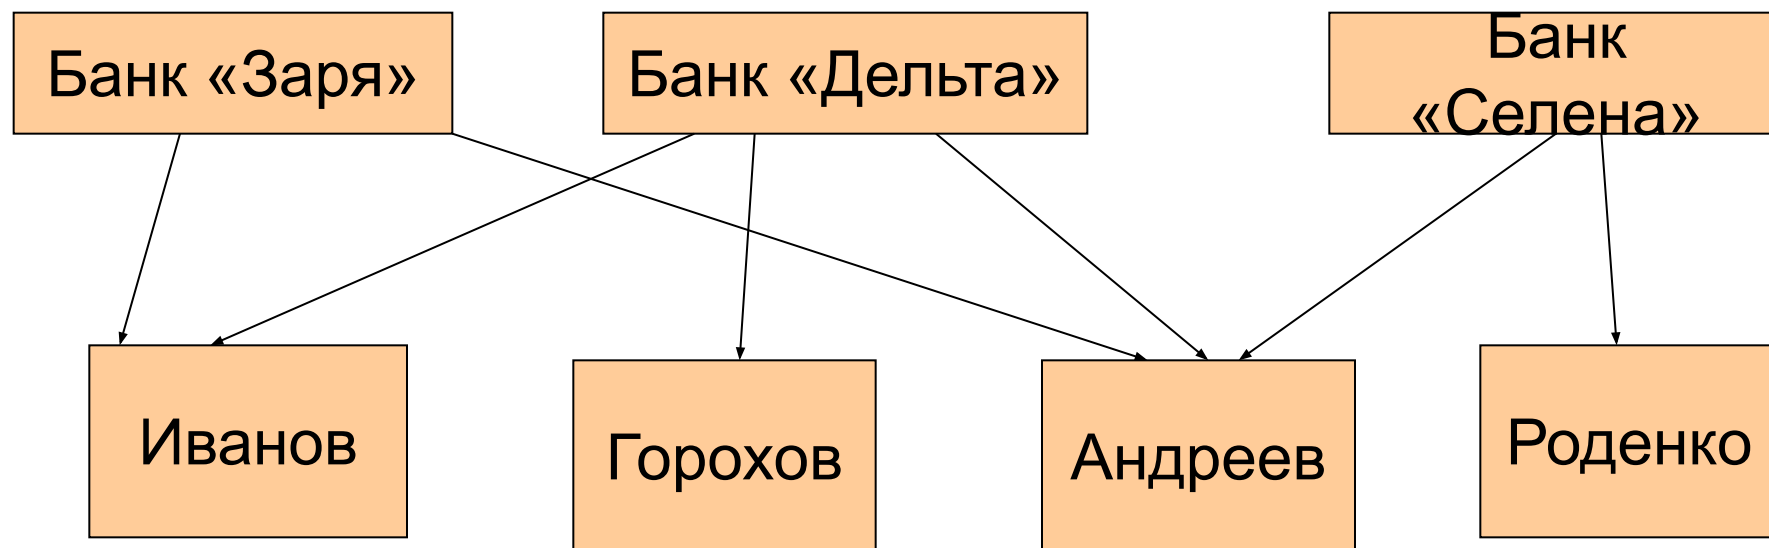 Банк «Заря»
Банк «Дельта»
Банк
«Селена»
Иванов
Горохов
Андреев
Роденко